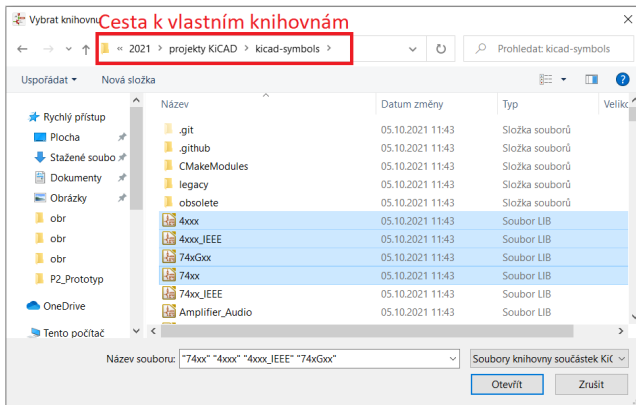 Vybrat knihovnu
Cesta k vlastním knihovnám
« 2021 > projekty KiCAD > kicad-symbols >
Prohledat: kicad-symbols
Uspořádat
Nová složka
Název
Datum změny
Typ
Rychlý přístup
Plocha
Stažené soubo
Dokumenty
Obrázky
obr
obr
obr
P2_Prototyp
OneDrive
Tento počítač
.git 05.10.2021 11:43 Složka souborů
.github 05.10.2021 11:43 Složka souborů
CMakeModules 05.10.2021 11:43 Složka souborů
legacy 05.10.2021 11:43 Složka souborů
obsolete 05.10.2021 11:43 Složka souborů
4xxx 05.10.2021 11:43 Soubor LIB
4xxx_IEEE 05.10.2021 11:43 Soubor LIB
74xGxx 05.10.2021 11:43 Soubor LIB
74xx 05.10.2021 11:43 Soubor LIB
74xx_IEEE 05.10.2021 11:43 Soubor LIB
Amplifier_Audio 05.10.2021 11:43 Soubor LIB
Název souboru: "74xx" "4xxx" "4xxx_IEEE" "74xGxx"
Soubory knihovny součástek
Otevřít
Zrušit